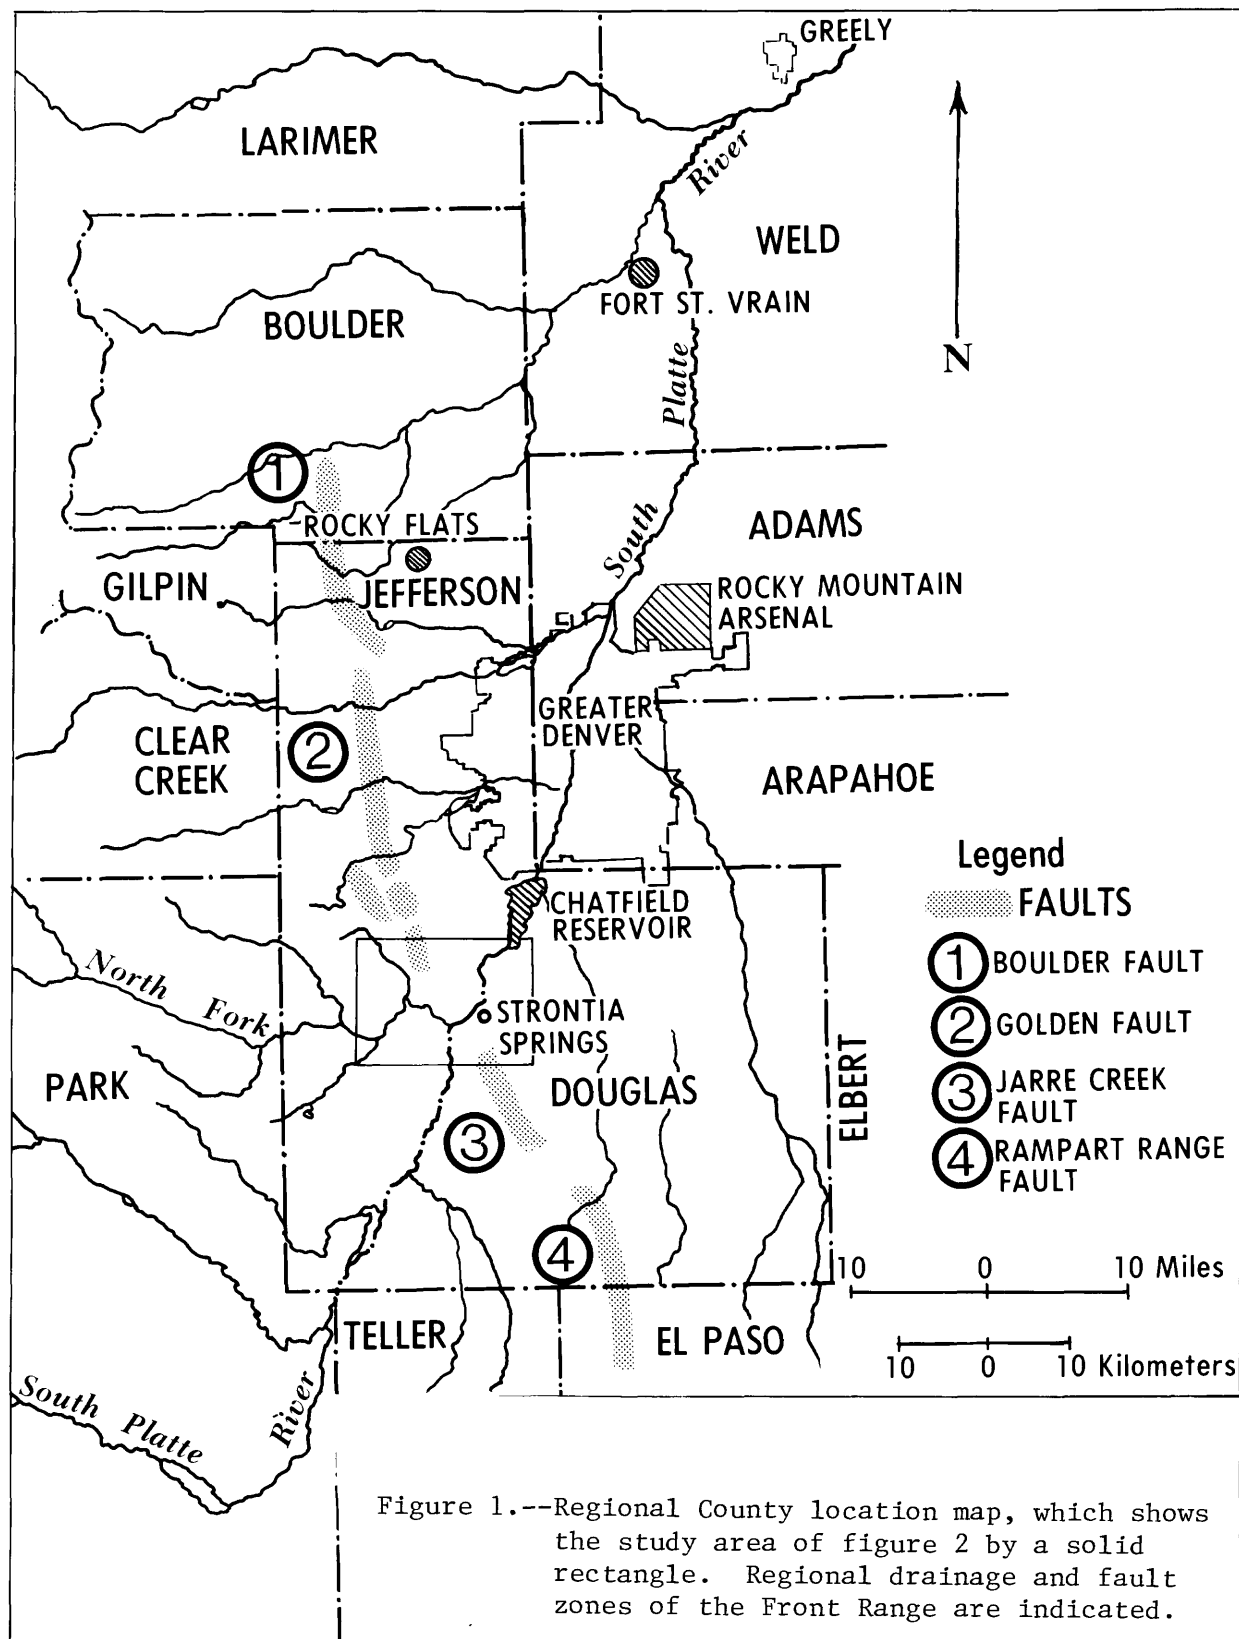 GREELY
LARIMER
River
WELD
N
FORT ST. VRAIN
BOULDER
Platte
1
ROCKY FLATS
South
ADAMS
GILPIN
JEFFERSON
ROCKY MOUNTAIN
ARSENAL
GREATER
DENVER
CLEAR
CREEK
2
ARAPAHOE
Legend
FAULTS
1 BOULDER FAULT
2 GOLDEN FAULT
3 JARRE CREEK
FAULT
4 RAMPART RANGE
FAULT
CHATFIELD
RESERVOIR
North Fork
STRONTIA
SPRINGS
PARK
DOUGLAS
ELBERT
3
4
10 0 10 Miles
10 0 10 Kilometers
TELLER
EL PASO
South Platte
River
Figure 1.--Regional County location map, which shows
the study area of figure 2 by a solid
rectangle. Regional drainage and fault
zones of the Front Range are indicated.